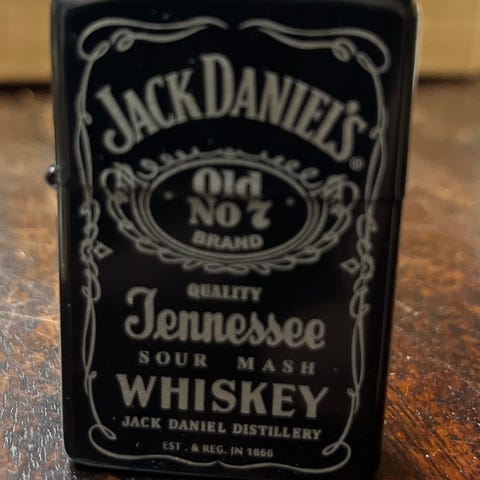 JACK DANIEL'S ®
Old
No 7
BRAND
QUALITY
Tennessee
SOUR MASH
WHISKEY
JACK DANIEL DISTILLERY
EST. & REG. IN 1866